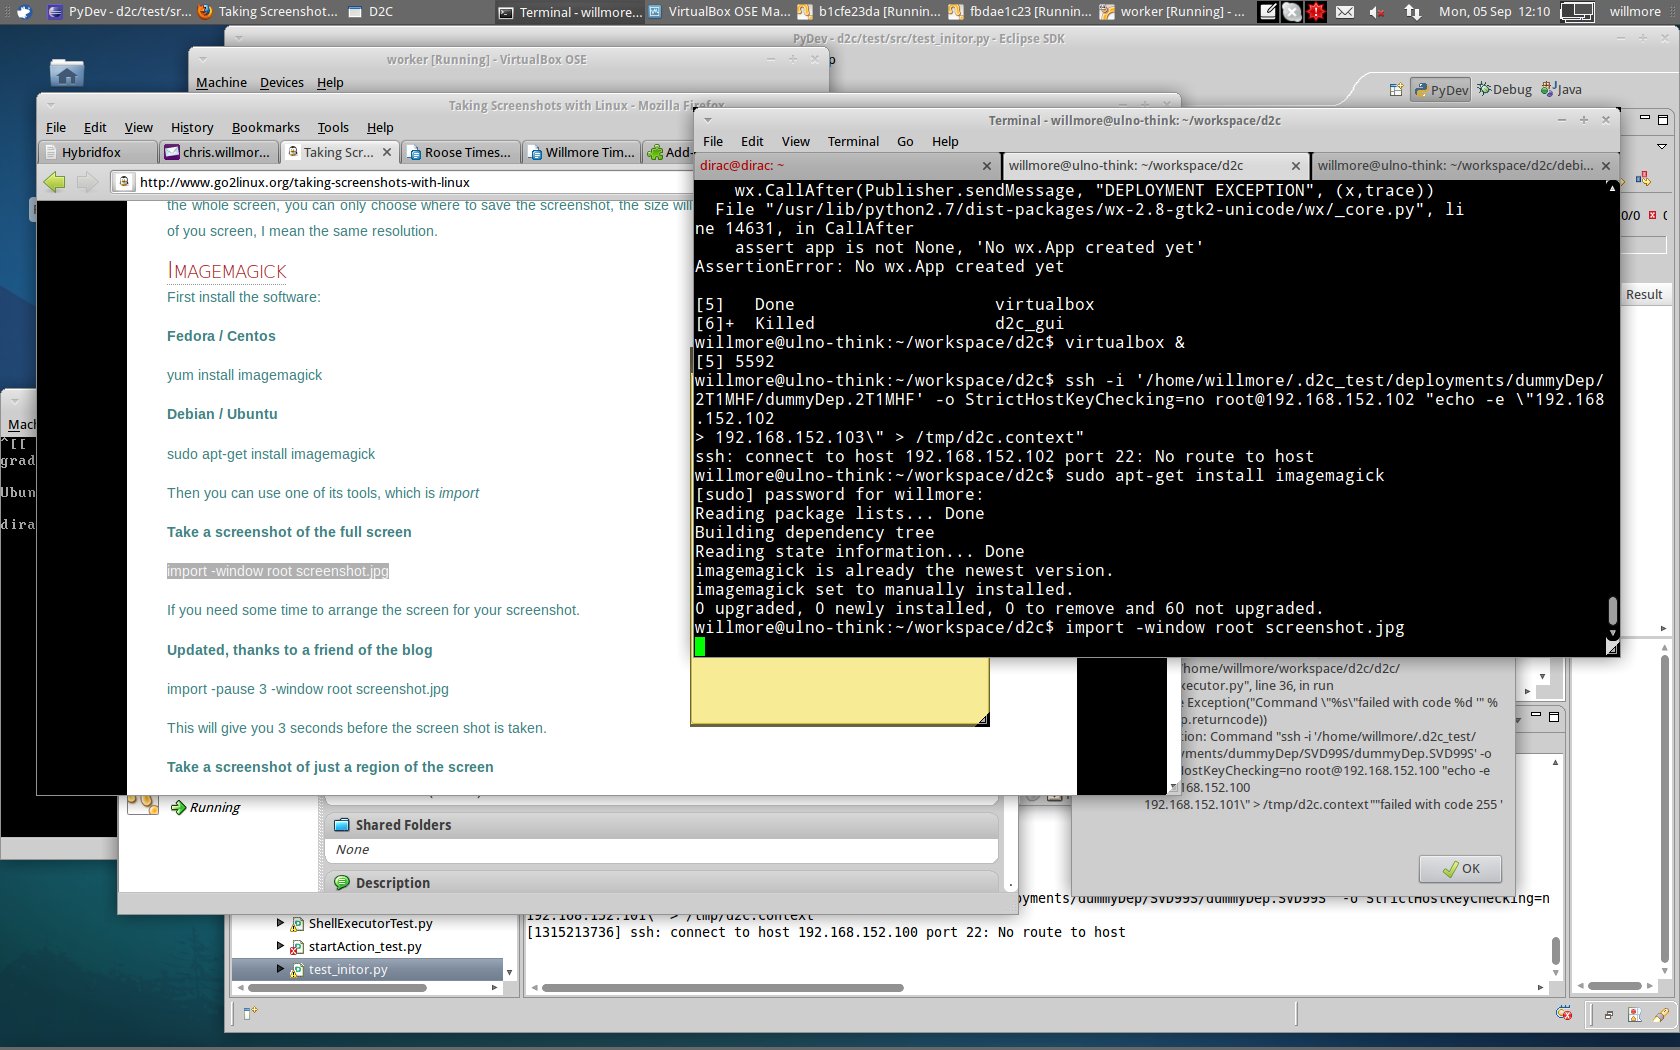 PyDev - d2c/test/sr...
Taking Screenshot...
D2C
Terminal - willmore...
VirtualBox OSE Ma...
b1cfe23da [Runnin...
fbdae1c23 [Runnin...
worker [Running] - ...
Mon, 05 Sep 12:10
willmore
PyDev - d2c/test/src/test_initor.py - Eclipse SDK
worker [Running] - VirtualBox OSE
Machine Devices Help
PyDev Debug Java
Taking Screenshots with Linux - Mozilla Firefox
File Edit View History Bookmarks Tools Help
Hybridfox
chris.willmor...
Taking Scr...
Roose Times...
Willmore Tim...
Add-
http://www.go2linux.org/taking-screenshots-with-linux
the whole screen, you can only choose where to save the screenshot, the size will
of you screen, I mean the same resolution.
IMAGEMAGICK
First install the software:
Fedora / Centos
yum install imagemagick
Debian / Ubuntu
sudo apt-get install imagemagick
Then you can use one of its tools, which is import
Take a screenshot of the full screen
import -window root screenshot.jpg
If you need some time to arrange the screen for your screenshot.
Updated, thanks to a friend of the blog
import -pause 3 -window root screenshot.jpg
This will give you 3 seconds before the screen shot is taken.
Take a screenshot of just a region of the screen
Terminal - willmore@ulno-think: ~/workspace/d2c
File Edit View Terminal Go Help
dirac@dirac: ~
willmore@ulno-think: ~/workspace/d2c
willmore@ulno-think: ~/workspace/d2c/debi...
wx.CallAfter(Publisher.sendMessage, "DEPLOYMENT EXCEPTION", (x,trace))
File "/usr/lib/python2.7/dist-packages/wx-2.8-gtk2-unicode/wx/_core.py", li
ne 14631, in CallAfter
assert app is not None, 'No wx.App created yet'
AssertionError: No wx.App created yet
[5]   Done                    virtualbox
[6]+  Killed                  d2c_gui
willmore@ulno-think:~/workspace/d2c$ virtualbox &
[5] 5592
willmore@ulno-think:~/workspace/d2c$ ssh -i '/home/willmore/.d2c_test/deployments/dummyDep/
2T1MHF/dummyDep.2T1MHF' -o StrictHostKeyChecking=no root@192.168.152.102 "echo -e \"192.168
.152.102
> 192.168.152.103\" > /tmp/d2c.context"
ssh: connect to host 192.168.152.102 port 22: No route to host
willmore@ulno-think:~/workspace/d2c$ sudo apt-get install imagemagick
[sudo] password for willmore:
Reading package lists... Done
Building dependency tree
Reading state information... Done
imagemagick is already the newest version.
imagemagick set to manually installed.
0 upgraded, 0 newly installed, 0 to remove and 60 not upgraded.
willmore@ulno-think:~/workspace/d2c$ import -window root screenshot.jpg
0/0
Result
Mach
^[[
grad
Ubun
dira
/home/willmore/workspace/d2c/d2c/
xecutor.py", line 36, in run
e Exception("Command \"%s\"failed with code %d '" %
p.returncode))
tion: Command "ssh -i '/home/willmore/.d2c_test/
yments/dummyDep/SVD99S/dummyDep.SVD99S' -o
HostKeyChecking=no root@192.168.152.100 "echo -e
168.152.100
192.168.152.101\" > /tmp/d2c.context""failed with code 255 '
OK
Running
Shared Folders
None
Description
ShellExecutorTest.py
startAction_test.py
test_initor.py
oyments/dummyDep/SVD99S/dummyDep.SVD99S' -o StrictHostKeyChecking=n
192.168.152.101\" > /tmp/d2c.context
[1315213736] ssh: connect to host 192.168.152.100 port 22: No route to host